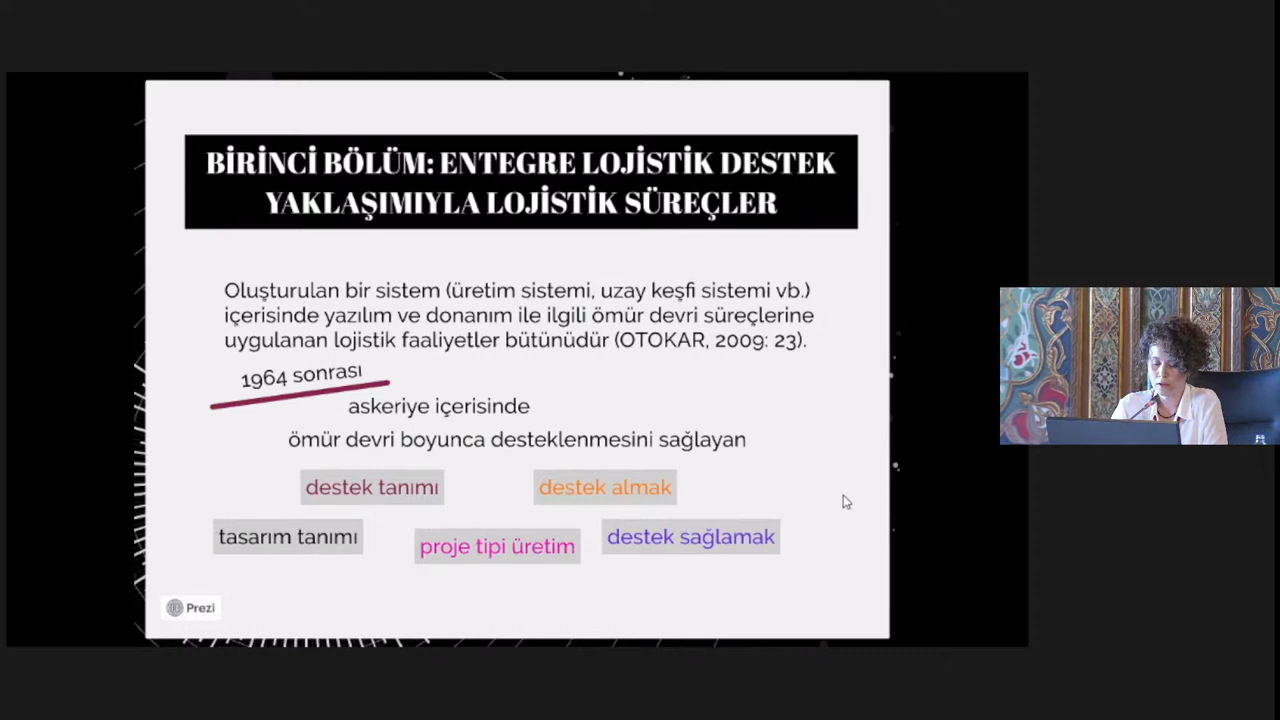 BİRİNCİ BÖLÜM: ENTEGRE LOJİSTİK DESTEK
YAKLAŞIMIYLA LOJİSTİK SÜREÇLER
Oluşturulan bir sistem (üretim sistemi, uzay keşfi sistemi vb.)
içerisinde yazılım ve donanım ile ilgili ömür devri süreçlerine
uygulanan lojistik faaliyetler bütünüdür (OTOKAR, 2009: 23).
1964 sonrası
askeriye içerisinde
ömür devri boyunca desteklenmesini sağlayan
destek tanımı
destek almak
tasarım tanımı
proje tipi üretim
destek sağlamak
Prezi